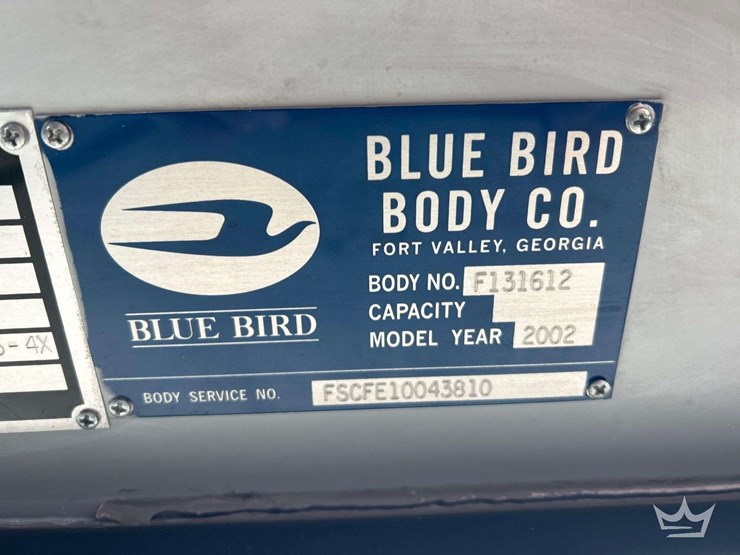 BLUE BIRD
BODY CO.
FORT VALLEY, GEORGIA
BODY NO. F131612
CAPACITY
MODEL YEAR 2002
BLUE BIRD
BODY SERVICE NO. FSCFE10043810
-4X